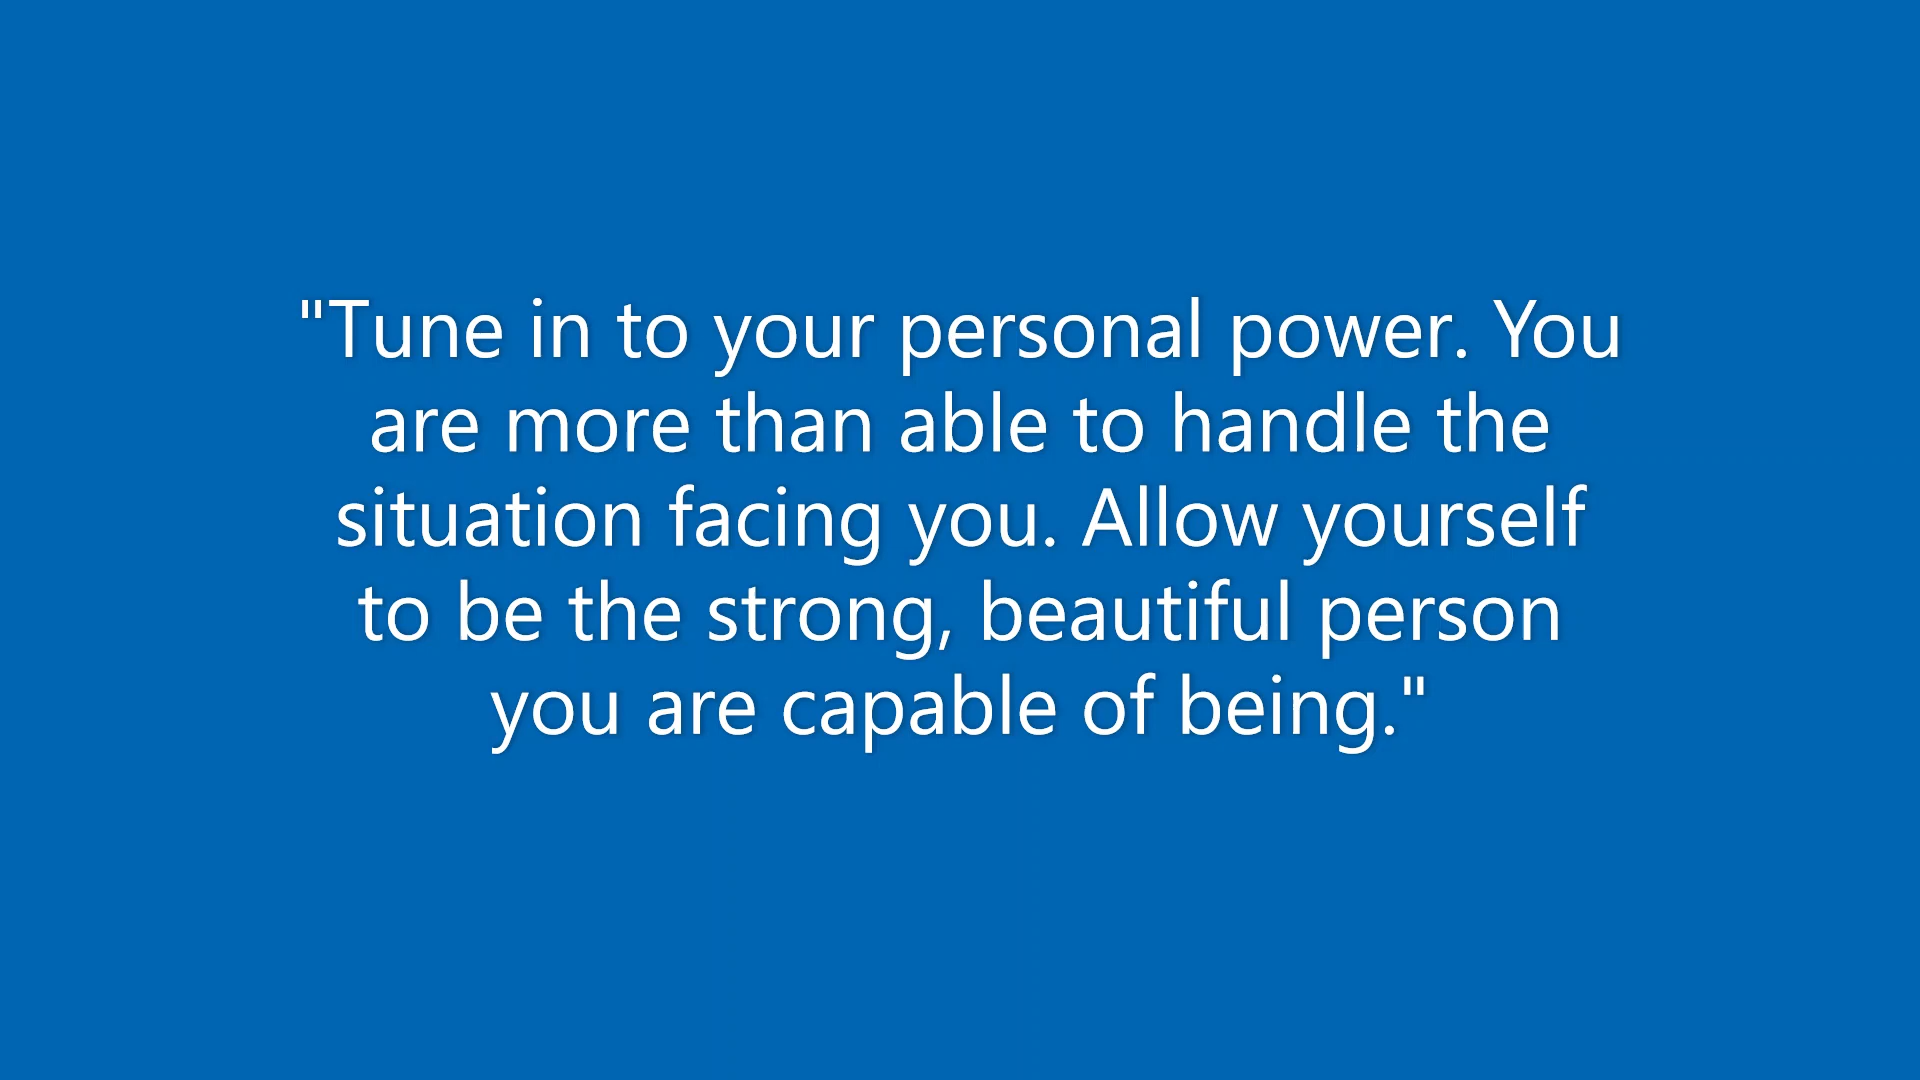 "Tune in to your personal power. You
are more than able to handle the
situation facing you. Allow yourself
to be the strong, beautiful person
you are capable of being."